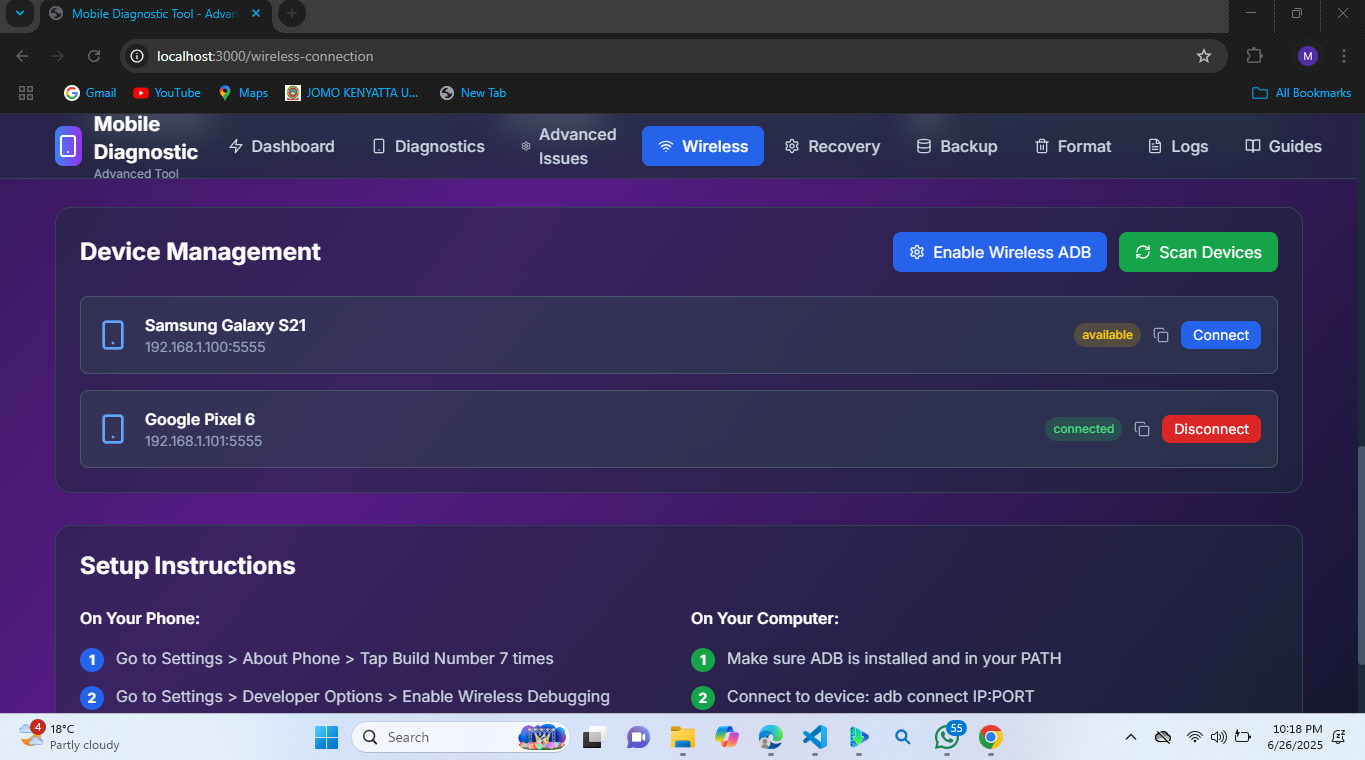 Mobile Diagnostic Tool - Advan
localhost:3000/wireless-connection
M
Gmail
YouTube
Maps
JOMO KENYATTA U...
New Tab
All Bookmarks
Mobile
Diagnostic
Advanced Tool
Dashboard
Diagnostics
Advanced
Issues
Wireless
Recovery
Backup
Format
Logs
Guides
Device Management
Enable Wireless ADB
Scan Devices
Samsung Galaxy S21
192.168.1.100:5555
available
Connect
Google Pixel 6
192.168.1.101:5555
connected
Disconnect
Setup Instructions
On Your Phone:
1 Go to Settings > About Phone > Tap Build Number 7 times
2 Go to Settings > Developer Options > Enable Wireless Debugging
On Your Computer:
1 Make sure ADB is installed and in your PATH
2 Connect to device: adb connect IP:PORT
4
18°C
Partly cloudy
Search
55
10:18 PM
6/26/2025